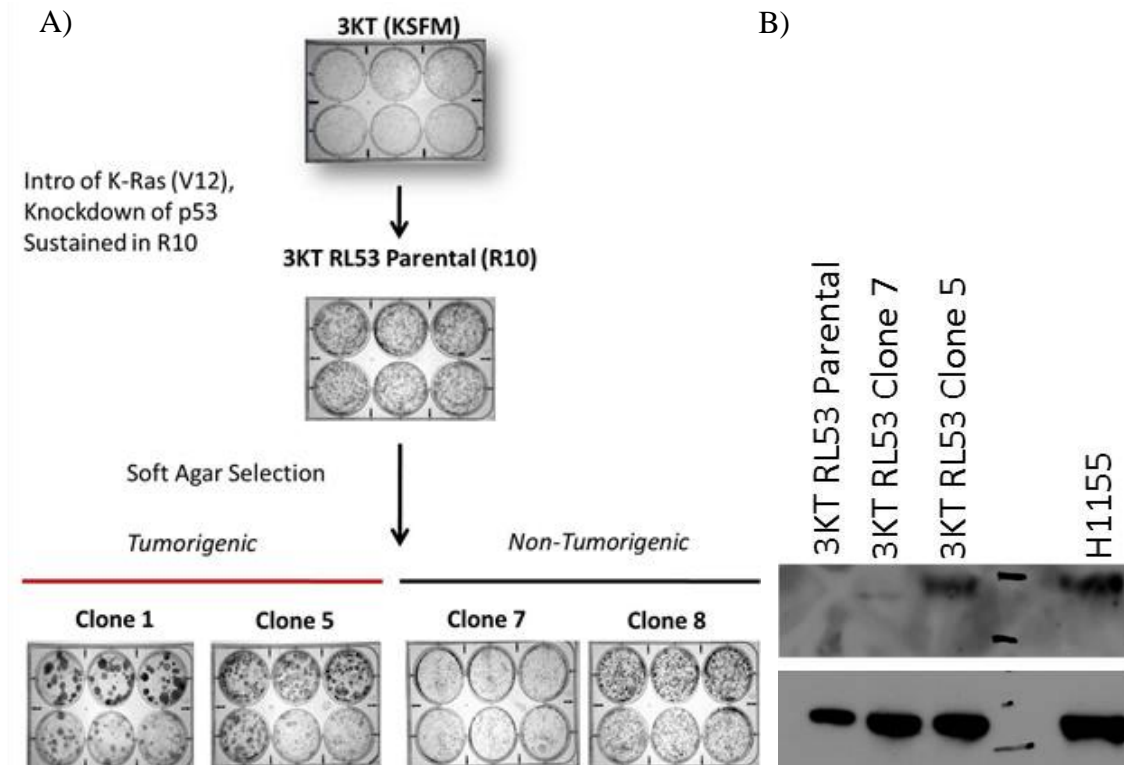 A)
3KT (KSFM)
Intro of K-Ras (V12),
Knockdown of p53
Sustained in R10
3KT RL53 Parental (R10)
Soft Agar Selection
Tumorigenic
Non-Tumorigenic
Clone 1
Clone 5
Clone 7
Clone 8
B)
3KT RL53 Parental
3KT RL53 Clone 7
3KT RL53 Clone 5
H1155